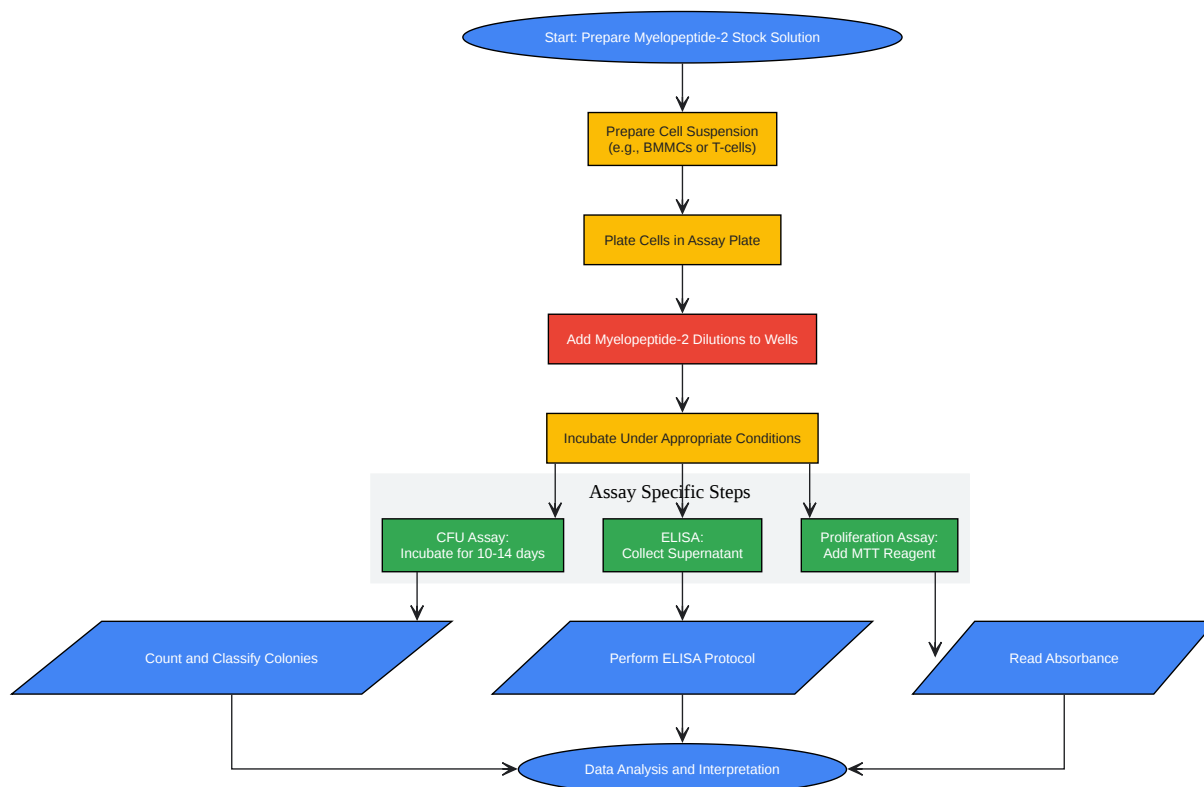 Start: Prepare Myelopeptide-2 Stock Solution
Prepare Cell Suspension
(e.g., BMMCs or T-cells)
Plate Cells in Assay Plate
Add Myelopeptide-2 Dilutions to Wells
Incubate Under Appropriate Conditions
Assay Specific Steps
CFU Assay:
Incubate for 10-14 days
ELISA:
Collect Supernatant
Proliferation Assay:
Add MTT Reagent
Count and Classify Colonies
Perform ELISA Protocol
Read Absorbance
Data Analysis and Interpretation